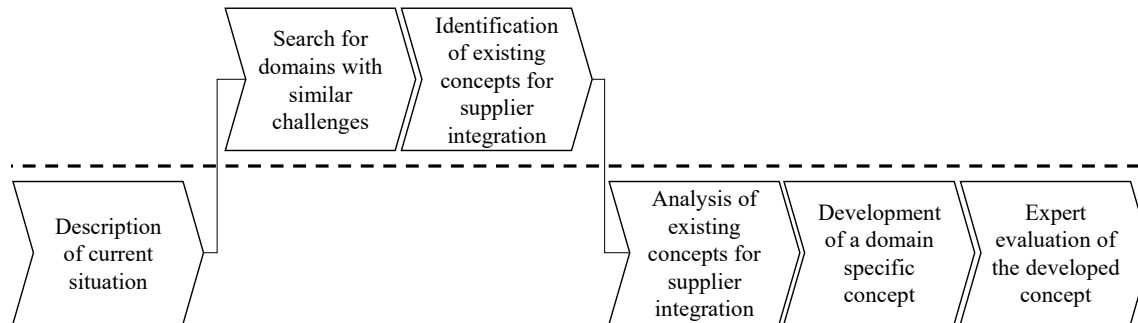 Description
of current
situation
Search for
domains with
similar
challenges
Identification
of existing
concepts for
supplier
integration
Analysis of
existing
concepts for
supplier
integration
Development
of a domain
specific
concept
Expert
evaluation of
the developed
concept